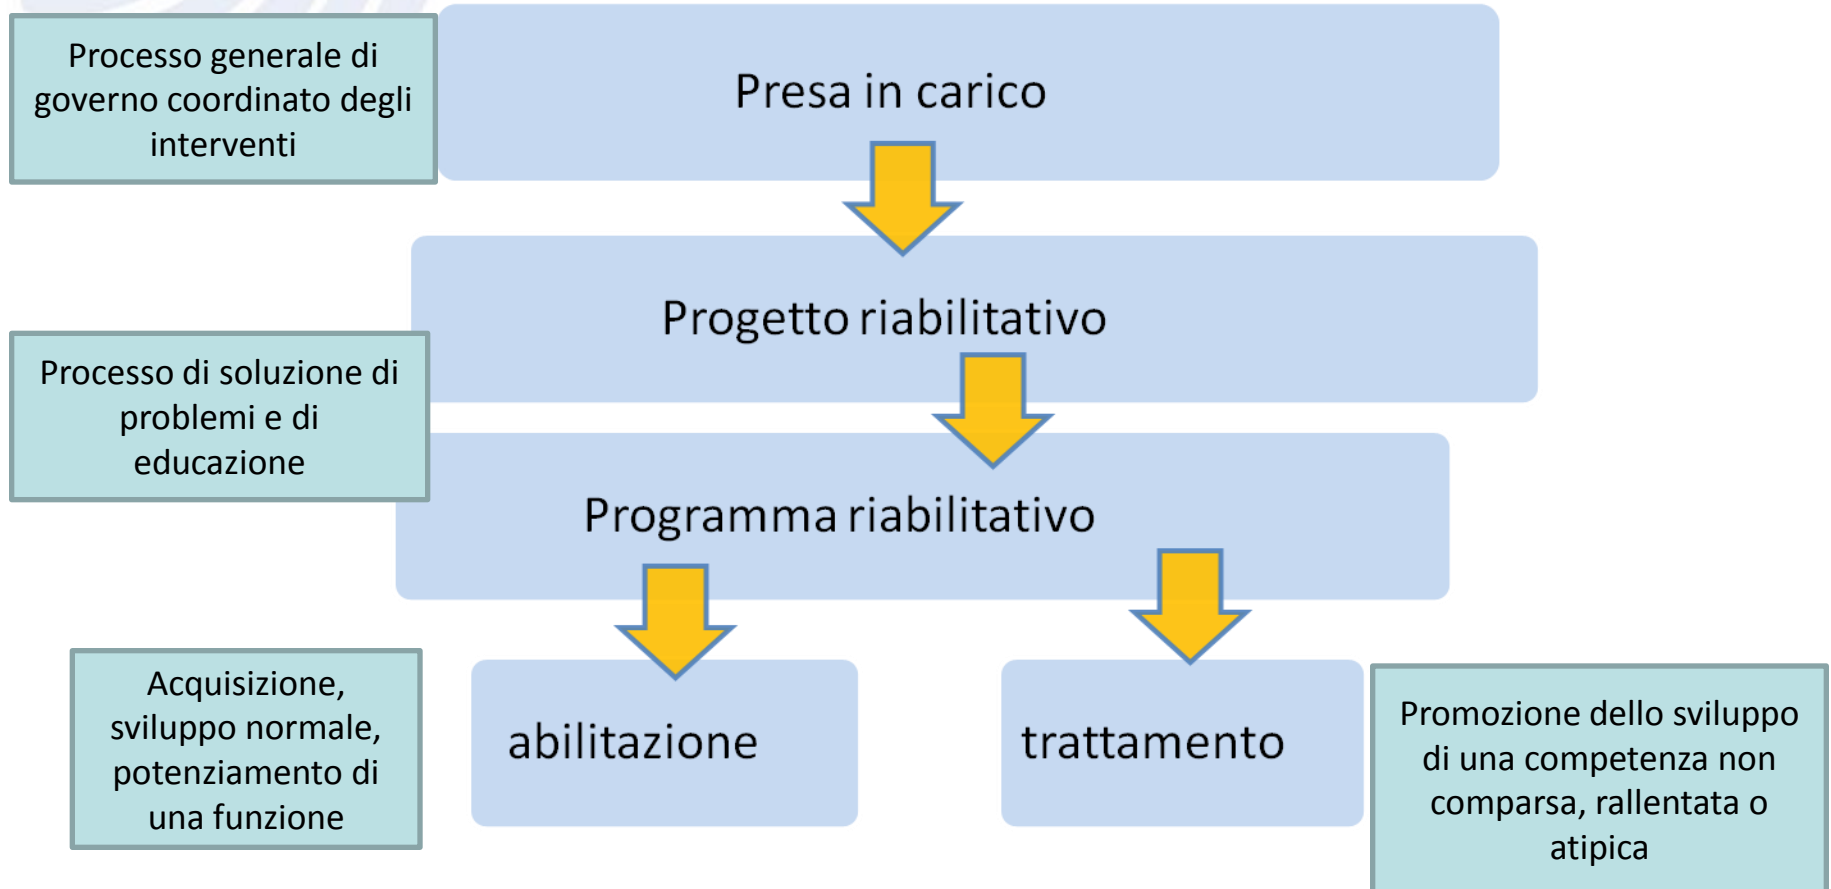 Processo generale di
governo coordinato degli
interventi
Presa in carico
Progetto riabilitativo
Processo di soluzione di
problemi e di
educazione
Programma riabilitativo
Acquisizione,
sviluppo normale,
potenziamento di
una funzione
abilitazione
trattamento
Promozione dello sviluppo
di una competenza non
comparsa, rallentata o
atipica